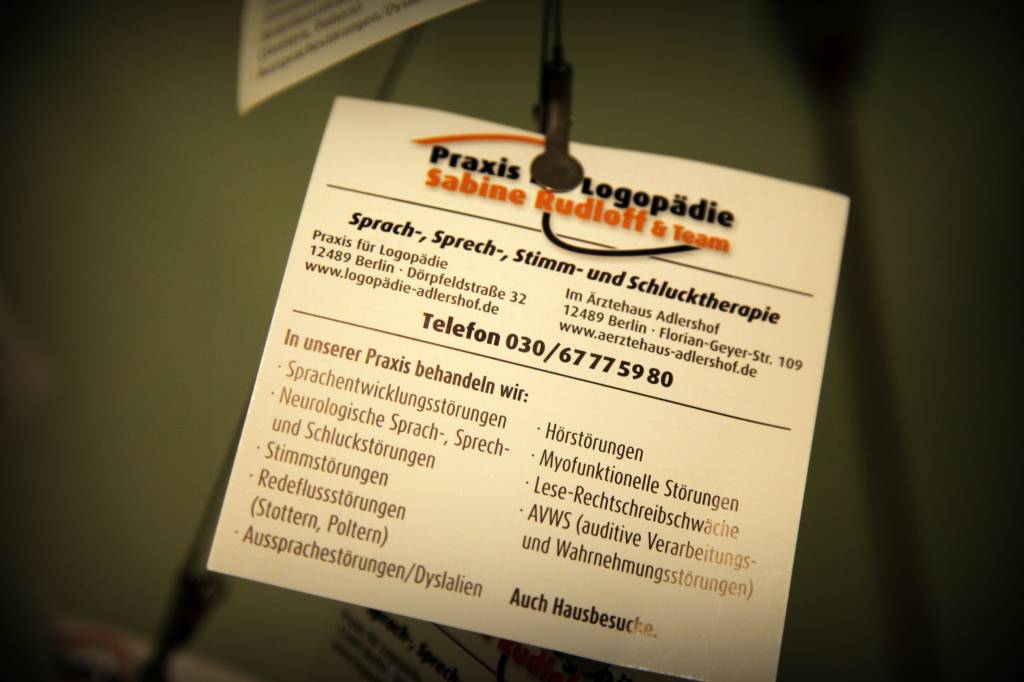 Praxis Logopädie
Sabine Rudloff & Team
Sprach-, Sprech-, Stimm- und Schlucktherapie
Praxis für Logopädie
12489 Berlin · Dörpfeldstraße 32
www.logopädie-adlershof.de
Im Ärztehaus Adlershof
12489 Berlin · Florian-Geyer-Str. 109
www.aerztehaus-adlershof.de
Telefon 030/67775980
In unserer Praxis behandeln wir:
· Sprachentwicklungsstörungen
· Neurologische Sprach-, Sprech-
und Schluckstörungen
· Stimmstörungen
· Redeflussstörungen
(Stottern, Poltern)
· Aussprachestörungen/Dyslalien
· Hörstörungen
· Myofunktionelle Störungen
· Lese-Rechtschreibschwäche
· AVWS (auditive Verarbeitungs-
und Wahrnehmungsstörungen)
Auch Hausbesuche.